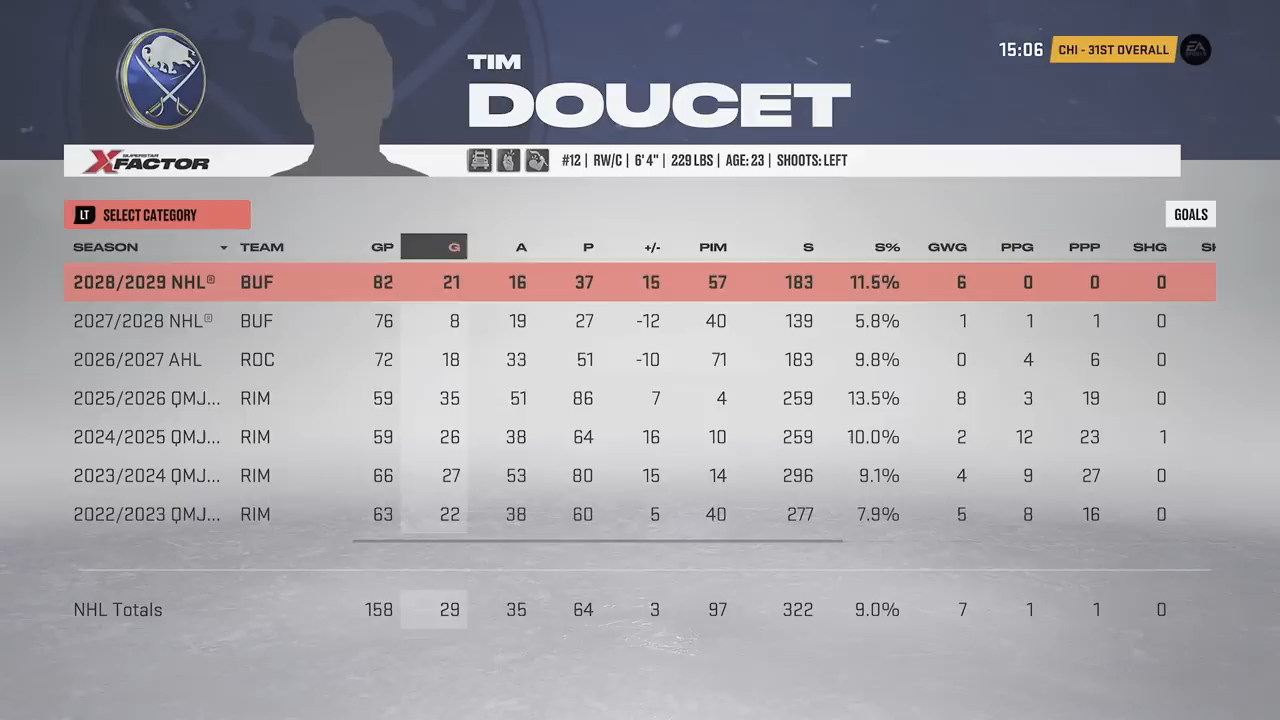 TIM
DOUCET
15:06 CHI - 31ST OVERALL
EA SPORTS
SUPERSTAR
X FACTOR
#12 | RW/C | 6' 4" | 229 LBS | AGE: 23 | SHOOTS: LEFT
LT SELECT CATEGORY
GOALS
SEASON TEAM GP G A P +/- PIM S S% GWG PPG PPP SHG
2028/2029 NHL® BUF 82 21 16 37 15 57 183 11.5% 6 0 0 0
2027/2028 NHL® BUF 76 8 19 27 -12 40 139 5.8% 1 1 1 0
2026/2027 AHL ROC 72 18 33 51 -10 71 183 9.8% 0 4 6 0
2025/2026 QMJ... RIM 59 35 51 86 7 4 259 13.5% 8 3 19 0
2024/2025 QMJ... RIM 59 26 38 64 16 10 259 10.0% 2 12 23 1
2023/2024 QMJ... RIM 66 27 53 80 15 14 296 9.1% 4 9 27 0
2022/2023 QMJ... RIM 63 22 38 60 5 40 277 7.9% 5 8 16 0
NHL Totals 158 29 35 64 3 97 322 9.0% 7 1 1 0